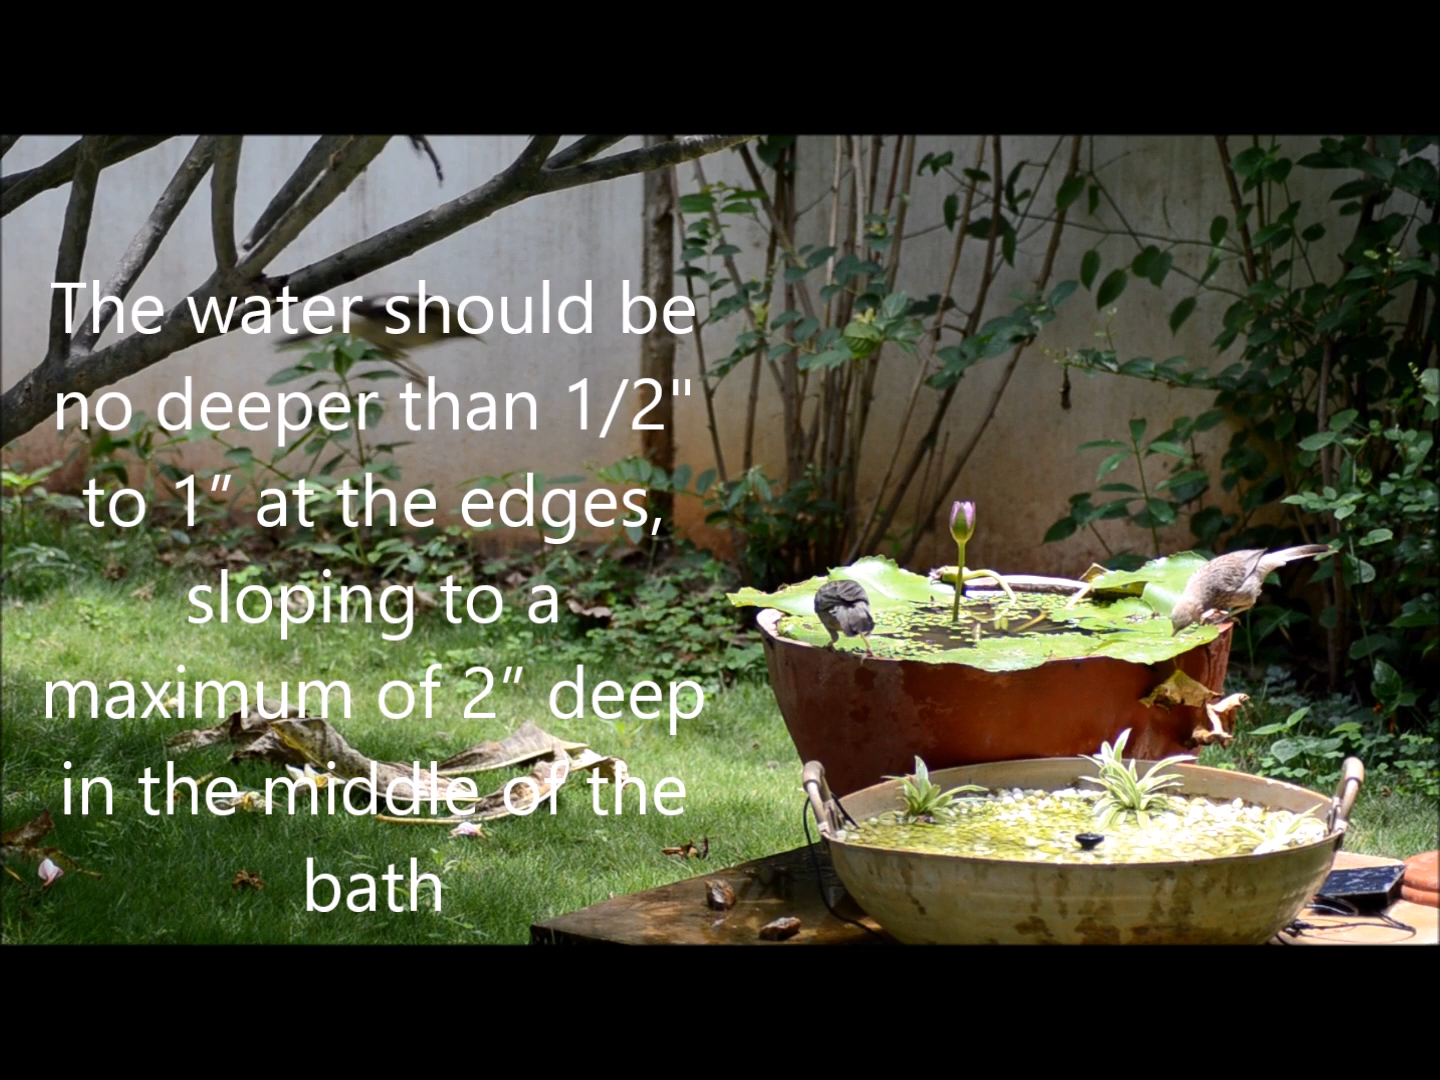 The water should be
no deeper than 1/2"
to 1” at the edges,
sloping to a
maximum of 2” deep
in the middle of the
bath